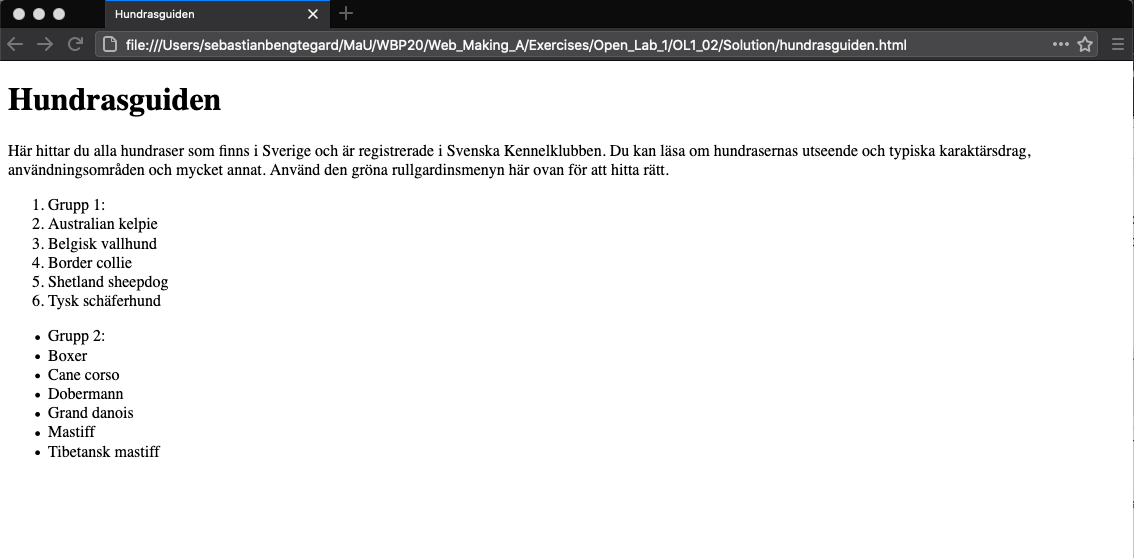 Hundrasguiden
file:///Users/sebastianbengtegard/MaU/WBP20/Web_Making_A/Exercises/Open_Lab_1/OL1_02/Solution/hundrasguiden.html
Hundrasguiden
Här hittar du alla hundraser som finns i Sverige och är registrerade i Svenska Kennelklubben. Du kan läsa om hundrasernas utseende och typiska karaktärsdrag,
användningsområden och mycket annat. Använd den gröna rullgardinsmenyn här ovan för att hitta rätt.
1. Grupp 1:
2. Australian kelpie
3. Belgisk vallhund
4. Border collie
5. Shetland sheepdog
6. Tysk schäferhund
• Grupp 2:
• Boxer
• Cane corso
• Dobermann
• Grand danois
• Mastiff
• Tibetansk mastiff